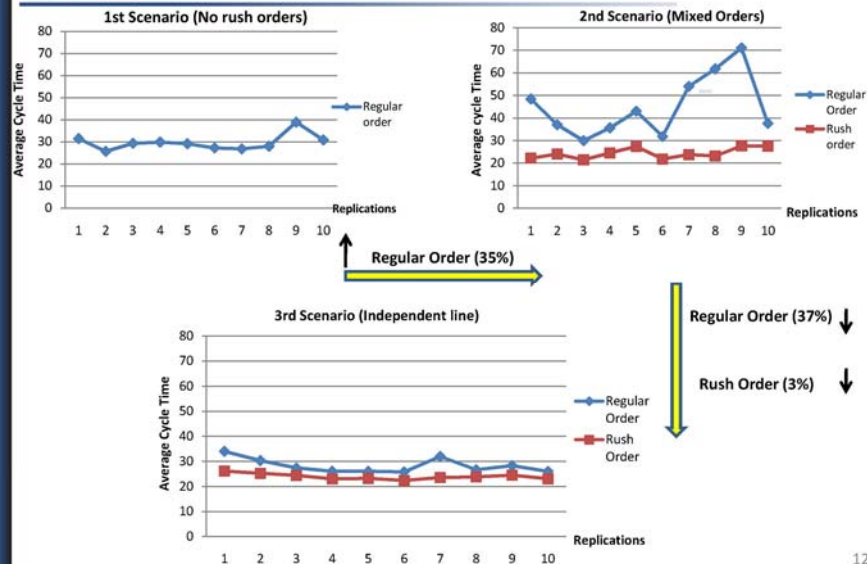 1st Scenario (No rush orders)
Average Cycle Time
80
70
60
50
40
30
20
10
0
1 2 3 4 5 6 7 8 9 10
Replications
Regular
order
2nd Scenario (Mixed Orders)
Average cycle Time
80
70
60
50
40
30
20
10
0
1 2 3 4 5 6 7 8 9 10
Replications
Regular
Order
Rush
order
Regular Order (35%)
Regular Order (37%)
Rush Order (3%)
3rd Scenario (Independent line)
Average Cycle Time
80
70
60
50
40
30
20
10
0
1 2 3 4 5 6 7 8 9 10
Replications
Regular
Order
Rush
Order
12